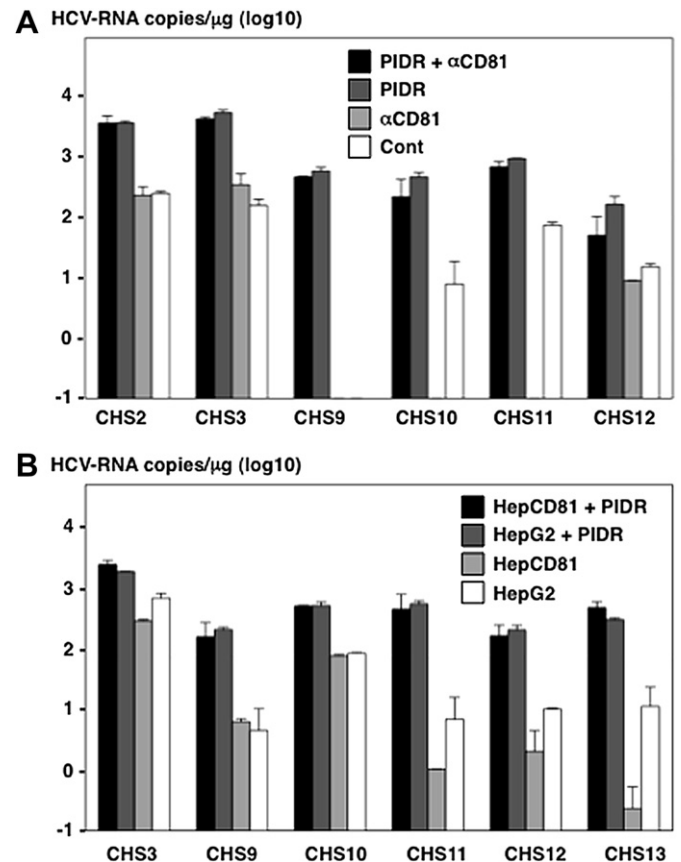 A HCV-RNA copies/µg (log10)
PIDR + αCD81
PIDR
αCD81
Cont
4
3
2
1
0
-1
CHS2 CHS3 CHS9 CHS10 CHS11 CHS12
B HCV-RNA copies/µg (log10)
HepCD81 + PIDR
HepG2 + PIDR
HepCD81
HepG2
4
3
2
1
0
-1
CHS3 CHS9 CHS10 CHS11 CHS12 CHS13